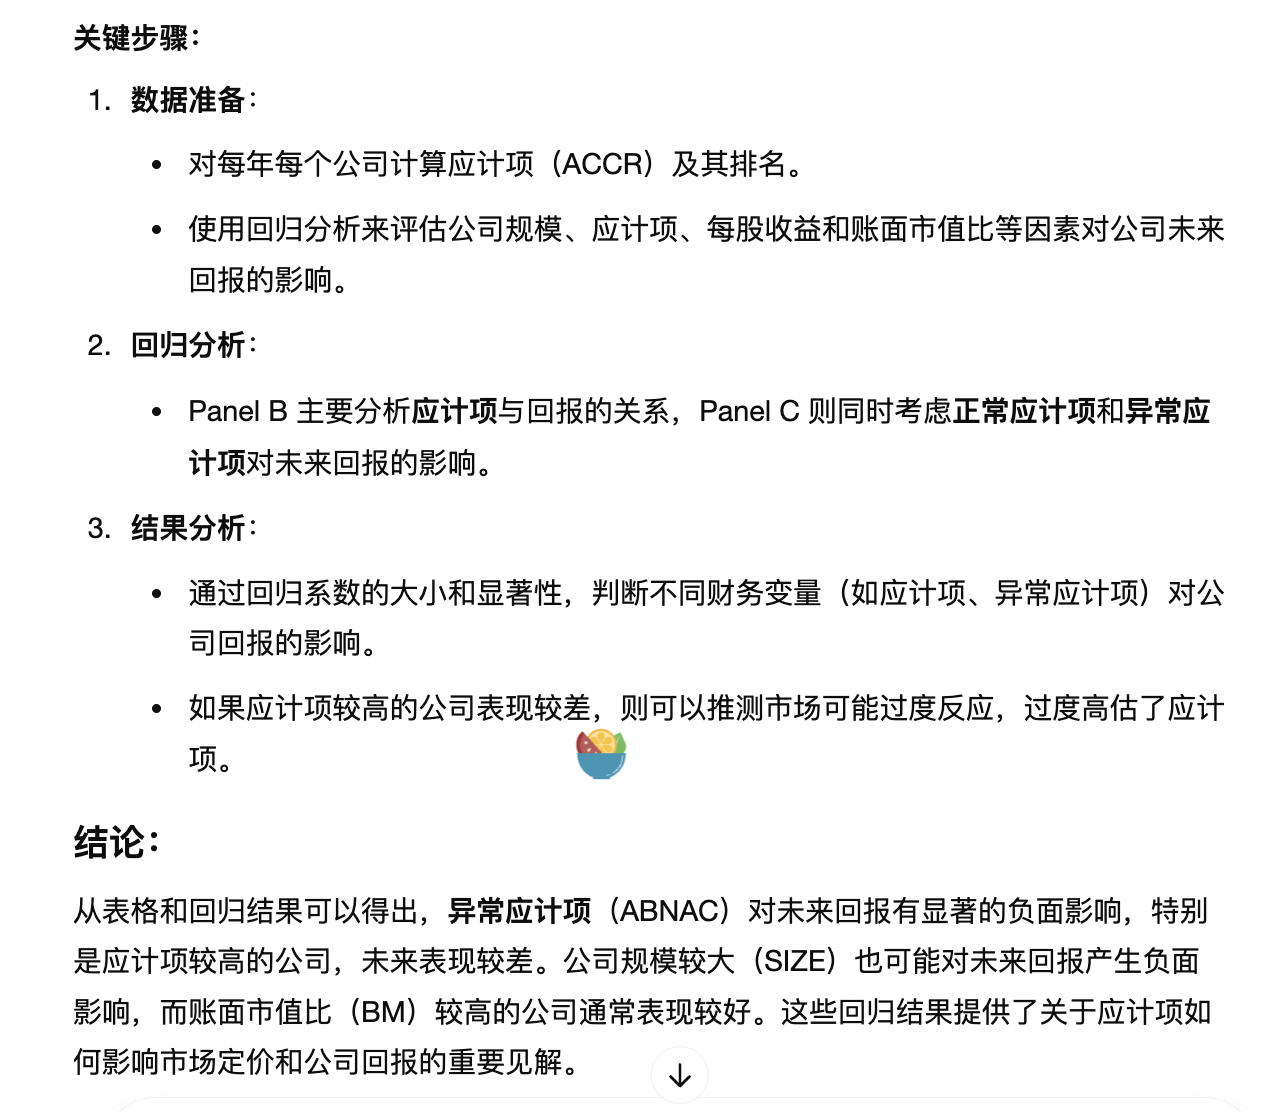 关键步骤：
1. 数据准备：
• 对每年每个公司计算应计项（ACCR）及其排名。
• 使用回归分析来评估公司规模、应计项、每股收益和账面市值比等因素对公司未来
回报的影响。
2. 回归分析：
• Panel B 主要分析应计项与回报的关系，Panel C 则同时考虑正常应计项和异常应
计项对未来回报的影响。
3. 结果分析：
• 通过回归系数的大小和显著性，判断不同财务变量（如应计项、异常应计项）对公
司回报的影响。
• 如果应计项较高的公司表现较差，则可以推测市场可能过度反应，过度高估了应计
项。
结论：
从表格和回归结果可以得出，异常应计项（ABNAC）对未来回报有显著的负面影响，特别
是应计项较高的公司，未来表现较差。公司规模较大（SIZE）也可能对未来回报产生负面
影响，而账面市值比（BM）较高的公司通常表现较好。这些回归结果提供了关于应计项如
何影响市场定价和公司回报的重要见解。